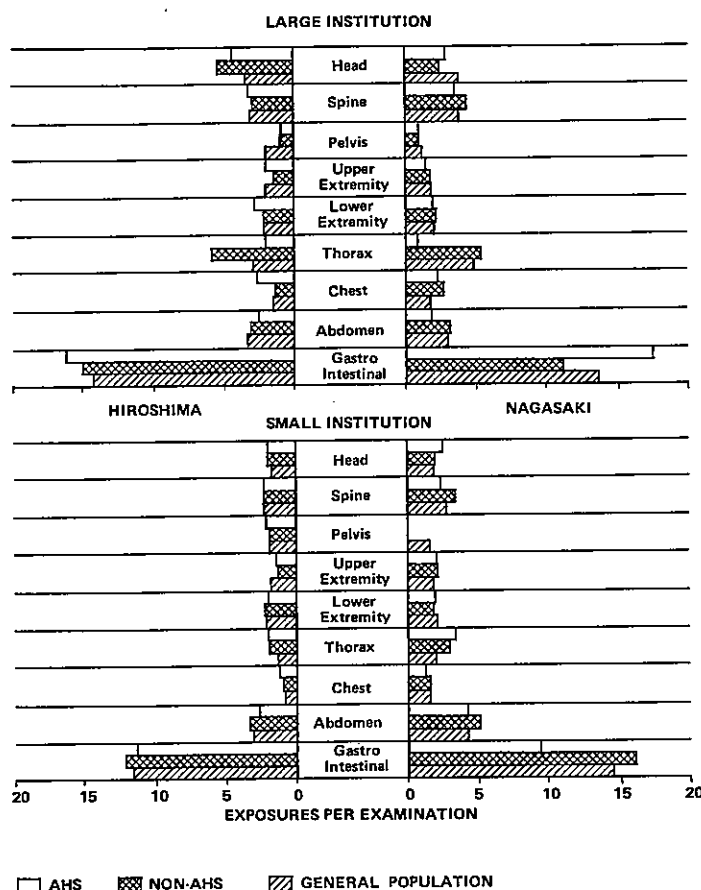 LARGE INSTITUTION
Head
Spine
Pelvis
Upper
Extremity
Lower
Extremity
Thorax
Chest
Abdomen
Gastro
Intestinal
HIROSHIMA
NAGASAKI
SMALL INSTITUTION
Head
Spine
Pelvis
Upper
Extremity
Lower
Extremity
Thorax
Chest
Abdomen
Gastro
Intestinal
20 15 10 5 0 0 5 10 15 20
EXPOSURES PER EXAMINATION
AHS NON-AHS GENERAL POPULATION